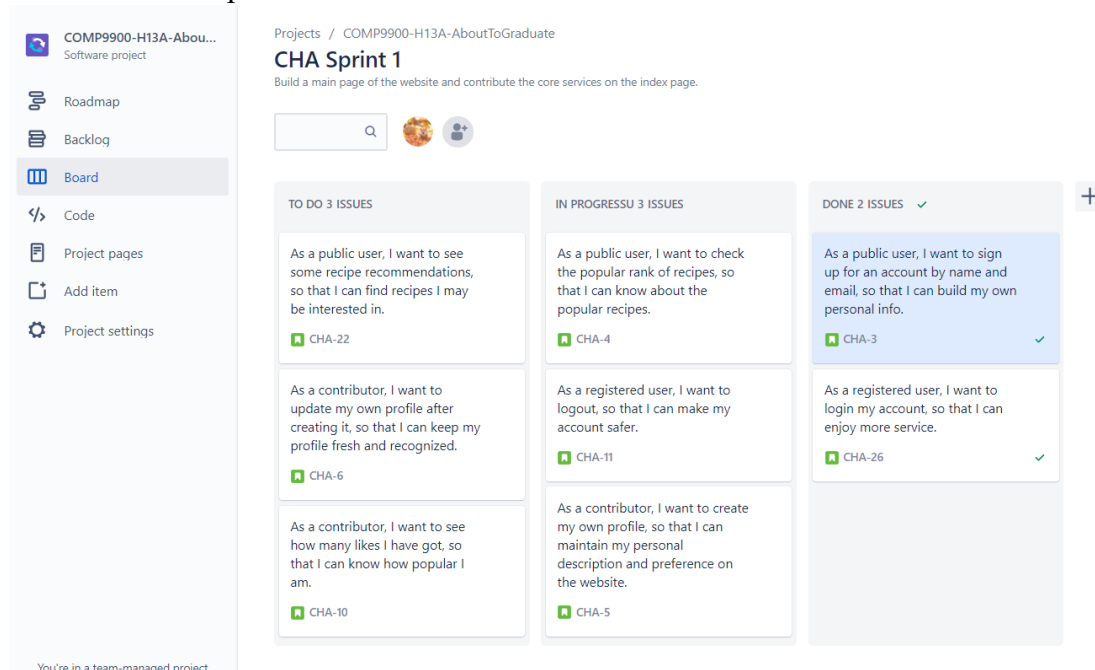 COMP9900-H13A-Abou...
Software project
Roadmap
Backlog
Board
Code
Project pages
Add item
Project settings
You're in a team-managed project
Projects / COMP9900-H13A-AboutToGraduate
CHA Sprint 1
Build a main page of the website and contribute the core services on the index page.
TO DO 3 ISSUES
As a public user, I want to see
some recipe recommendations,
so that I can find recipes I may
be interested in.
CHA-22
As a contributor, I want to
update my own profile after
creating it, so that I can keep my
profile fresh and recognized.
CHA-6
As a contributor, I want to see
how many likes I have got, so
that I can know how popular I
am.
CHA-10
IN PROGRESSU 3 ISSUES
As a public user, I want to check
the popular rank of recipes, so
that I can know about the
popular recipes.
CHA-4
As a registered user, I want to
logout, so that I can make my
account safer.
CHA-11
As a contributor, I want to create
my own profile, so that I can
maintain my personal
description and preference on
the website.
CHA-5
DONE 2 ISSUES
As a public user, I want to sign
up for an account by name and
email, so that I can build my own
personal info.
CHA-3
As a registered user, I want to
login my account, so that I can
enjoy more service.
CHA-26